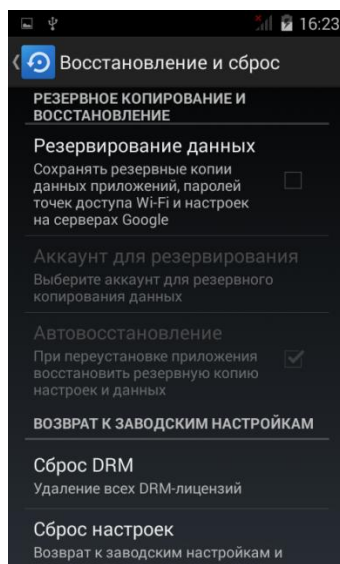 16:23
Восстановление и сброс
РЕЗЕРВНОЕ КОПИРОВАНИЕ И
ВОССТАНОВЛЕНИЕ
Резервирование данных
Сохранять резервные копии
данных приложений, паролей
точек доступа Wi-Fi и настроек
на серверах Google
Аккаунт для резервирования
Выберите аккаунт для резервного
копирования данных
Автовосстановление
При переустановке приложения
восстановить резервную копию
настроек и данных
ВОЗВРАТ К ЗАВОДСКИМ НАСТРОЙКАМ
Сброс DRM
Удаление всех DRM-лицензий
Сброс настроек
Возврат к заводским настройкам и